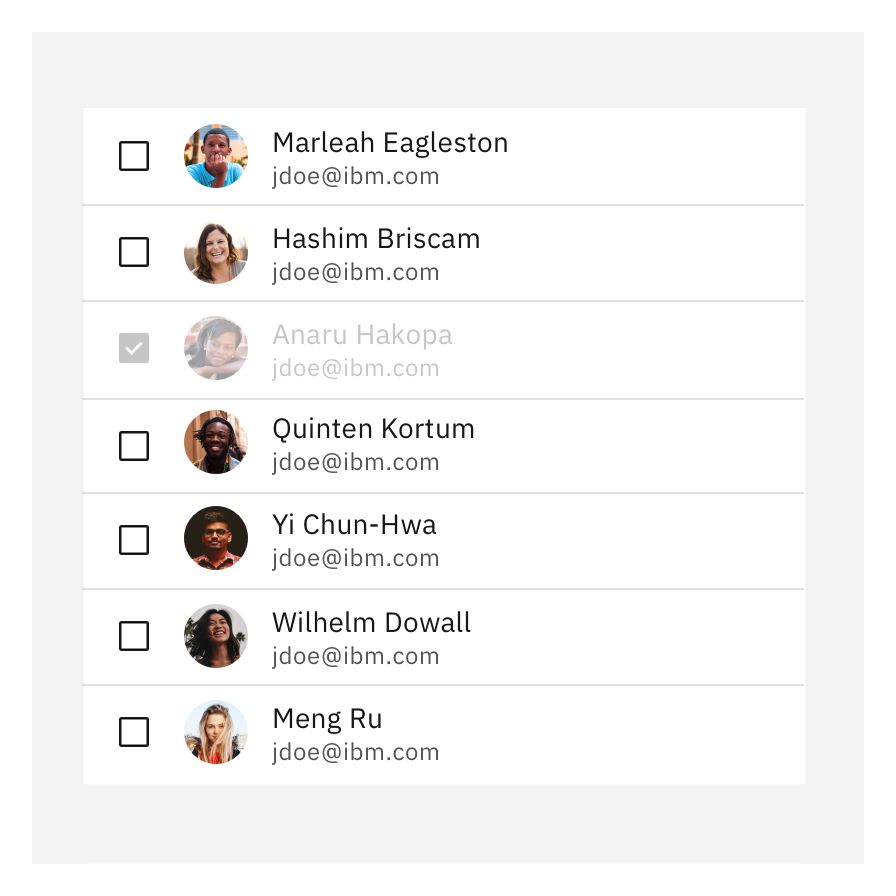 Marleah Eagleston
jdoe@ibm.com
Hashim Briscam
jdoe@ibm.com
Anaru Hakopa
jdoe@ibm.com
Quinten Kortum
jdoe@ibm.com
Yi Chun-Hwa
jdoe@ibm.com
Wilhelm Dowall
jdoe@ibm.com
Meng Ru
jdoe@ibm.com